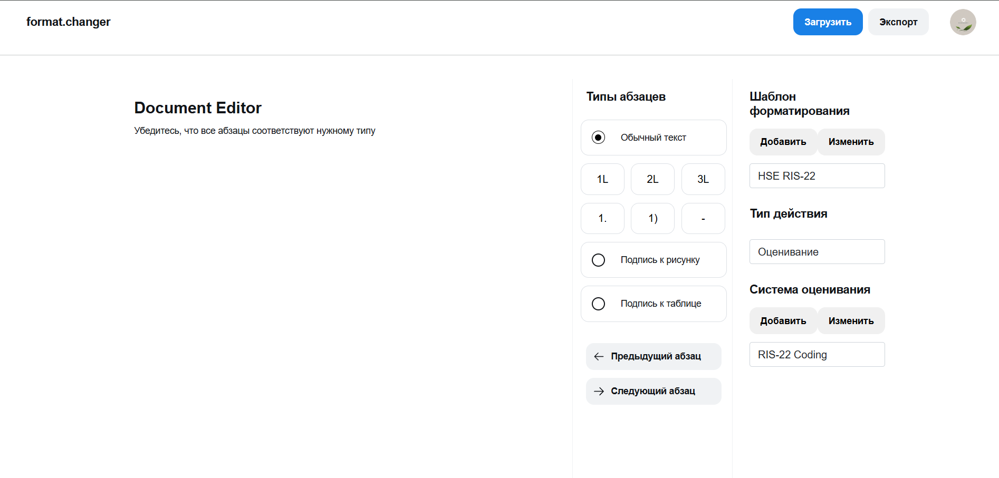 format.changer
Загрузить
Экспорт
Document Editor
Убедитесь, что все абзацы соответствуют нужному типу
Типы абзацев
Обычный текст
1L
2L
3L
1.
1)
-
Подпись к рисунку
Подпись к таблице
Предыдущий абзац
Следующий абзац
Шаблон
форматирования
Добавить
Изменить
HSE RIS-22
Тип действия
Оценивание
Система оценивания
Добавить
Изменить
RIS-22 Coding